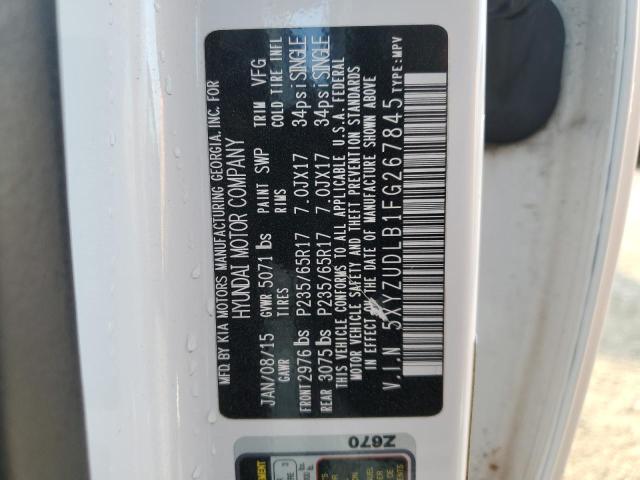 MFD. BY KIA MOTORS MANUFACTURING GEORGIA, INC. FOR
HYUNDAI MOTOR COMPANY
JAN/08/15 GVWR 5071 lbs PAINT SWP TRIM VFG
GAWR TIRES RIMS COLD TIRE INFL
FRONT 2976 lbs P235/65R17 7.0JX17 34psi SINGLE
REAR 3075 lbs P235/65R17 7.0JX17 34psi SINGLE
THIS VEHICLE CONFORMS TO ALL APPLICABLE U.S.A. FEDERAL
MOTOR VEHICLE SAFETY AND THEFT PREVENTION STANDARDS
IN EFFECT ON THE DATE OF MANUFACTURE SHOWN ABOVE
V.I.N 5XYZUDLB1FG267845 TYPE:MPV
Z670